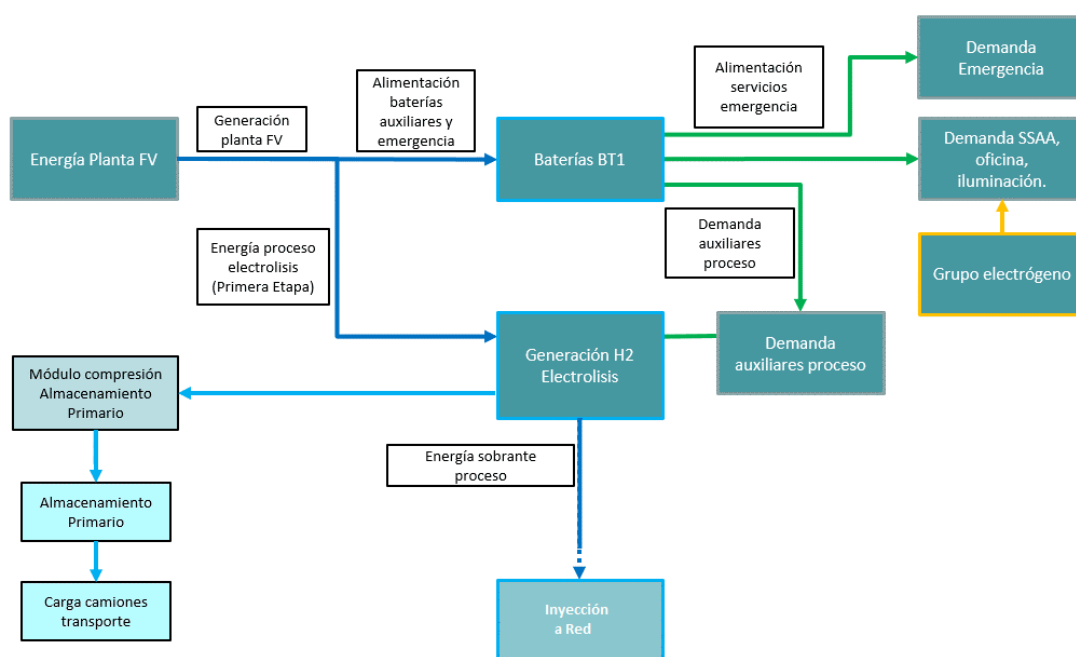 Demanda
Emergencia
Alimentación
servicios
emergencia
Alimentación
baterías
auxiliares y
emergencia
Generación
planta FV
Energía Planta FV
Baterías BT1
Demanda SSAA,
oficina,
iluminación.
Demanda
auxiliares
proceso
Energía proceso
electrolisis
(Primera Etapa)
Grupo electrógeno
Generación H2
Electrolisis
Demanda
auxiliares proceso
Módulo compresión
Almacenamiento
Primario
Energía sobrante
proceso
Almacenamiento
Primario
Carga camiones
transporte
Inyección
a Red